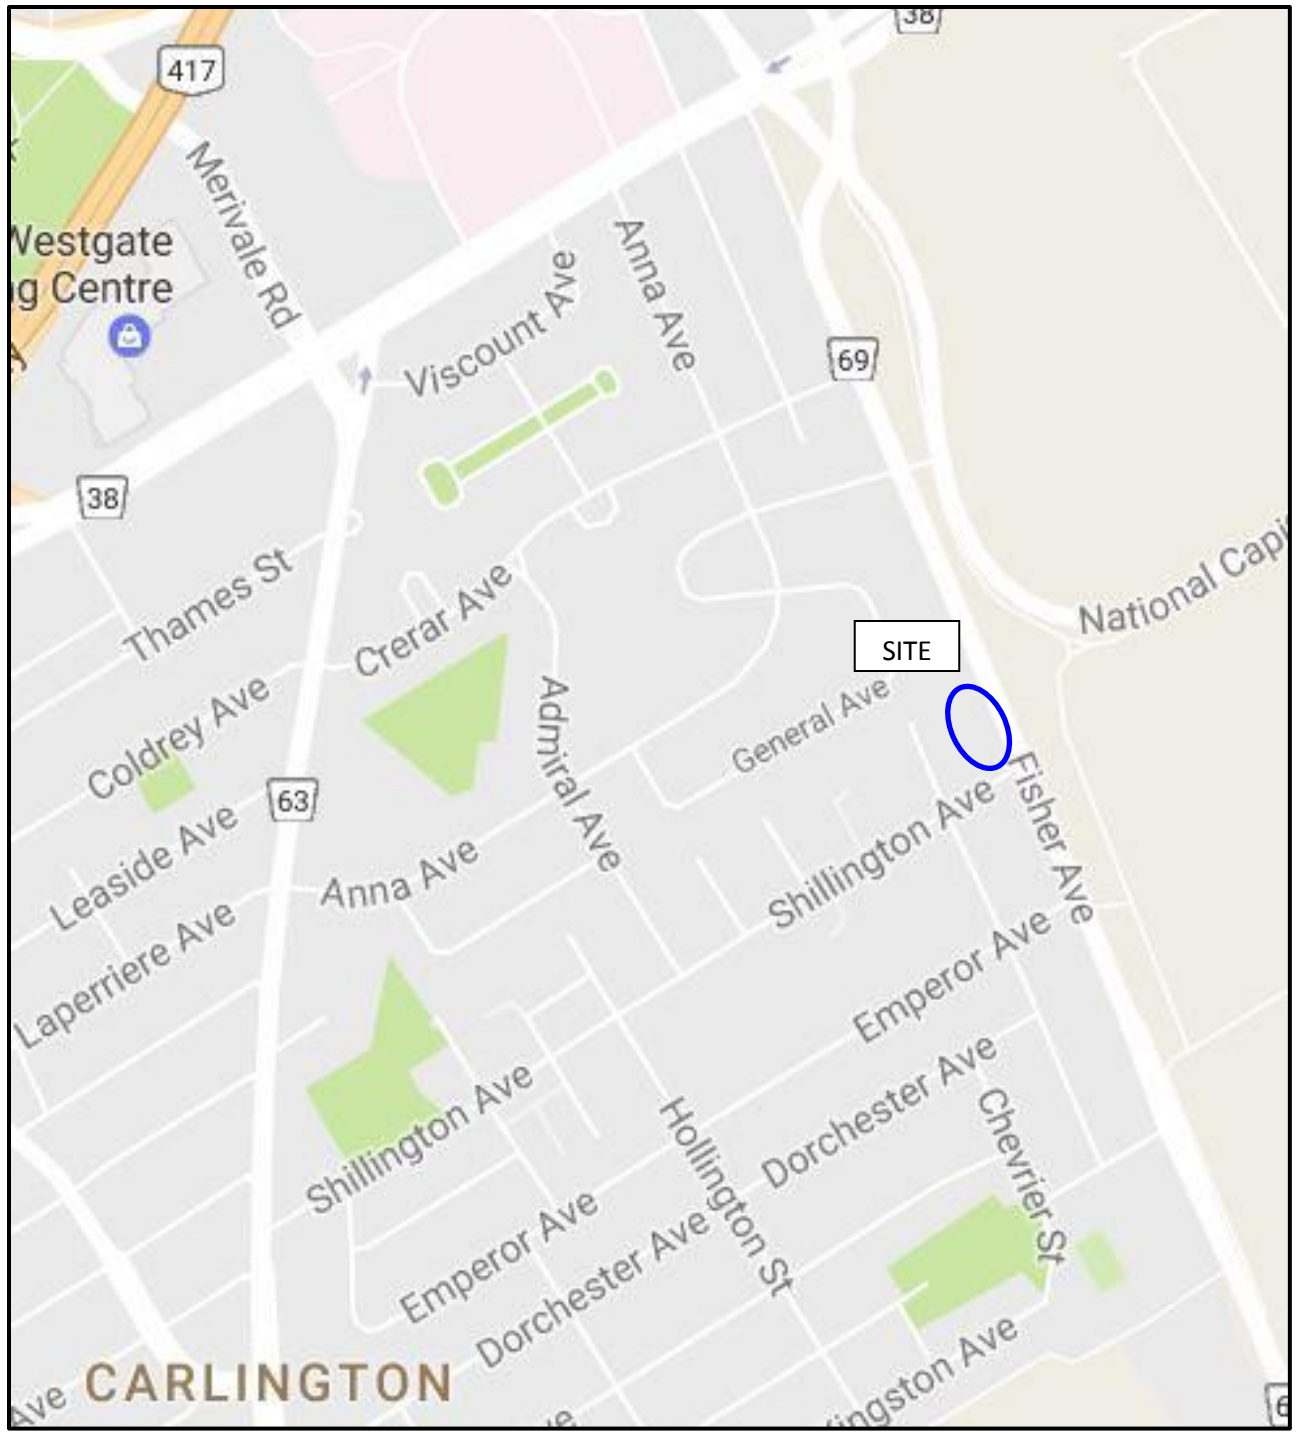 38
417
Merivale Rd
Westgate
Centre
Ave
Anna Ave
Viscount Ave
69
38
Thames St
Crerar Ave
National
SITE
Coldrey Ave
Admiral Ave
General Ave
63
Fisher Ave
Leaside Ave
Anna Ave
Shillington Ave
Laperriere Ave
Emperor Ave
Dorchester Ave
Shillington Ave
Chevrier St
Hollington St
Emperor Ave
Dorchester Ave
Ave
CARLINGTON
Kingston Ave